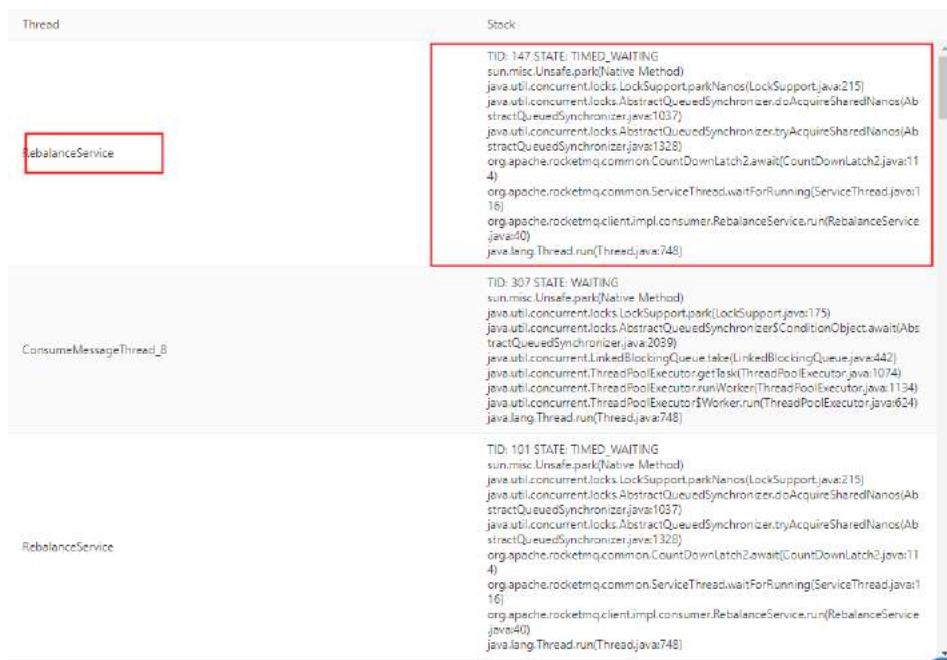 Thread Stack
TID: 147 STATE: TIMED_WAITING
sun.misc.Unsafe.park(Native Method)
java.util.concurrent.locks.LockSupport.parkNanos(LockSupport.java:215)
java.util.concurrent.locks.AbstractQueuedSynchronizer.doAcquireSharedNanos(Ab
stractQueuedSynchronizer.java:1037)
java.util.concurrent.locks.AbstractQueuedSynchronizer.tryAcquireSharedNanos(Ab
stractQueuedSynchronizer.java:1328)
RebalanceService
org.apache.rocketmq.common.CountDownLatch2.await(CountDownLatch2.java:11
4)
org.apache.rocketmq.common.ServiceThread.waitForRunning(ServiceThread.java:1
16)
org.apache.rocketmq.client.impl.consumer.RebalanceService.run(RebalanceService
.java:40)
java.lang.Thread.run(Thread.java:748)
TID: 307 STATE: WAITING
sun.misc.Unsafe.park(Native Method)
java.util.concurrent.locks.LockSupport.park(LockSupport.java:175)
java.util.concurrent.locks.AbstractQueuedSynchronizer$ConditionObject.await(Abs
tractQueuedSynchronizer.java:2039)
ConsumeMessageThread_8
java.util.concurrent.LinkedBlockingQueue.take(LinkedBlockingQueue.java:442)
java.util.concurrent.ThreadPoolExecutor.getTask(ThreadPoolExecutor.java:1074)
java.util.concurrent.ThreadPoolExecutor.runWorker(ThreadPoolExecutor.java:1134)
java.util.concurrent.ThreadPoolExecutor$Worker.run(ThreadPoolExecutor.java:624)
java.lang.Thread.run(Thread.java:748)
TID: 101 STATE: TIMED_WAITING
sun.misc.Unsafe.park(Native Method)
java.util.concurrent.locks.LockSupport.parkNanos(LockSupport.java:215)
java.util.concurrent.locks.AbstractQueuedSynchronizer.doAcquireSharedNanos(Ab
stractQueuedSynchronizer.java:1037)
java.util.concurrent.locks.AbstractQueuedSynchronizer.tryAcquireSharedNanos(Ab
stractQueuedSynchronizer.java:1328)
RebalanceService
org.apache.rocketmq.common.CountDownLatch2.await(CountDownLatch2.java:11
4)
org.apache.rocketmq.common.ServiceThread.waitForRunning(ServiceThread.java:1
16)
org.apache.rocketmq.client.impl.consumer.RebalanceService.run(RebalanceService
.java:40)
java.lang.Thread.run(Thread.java:748)